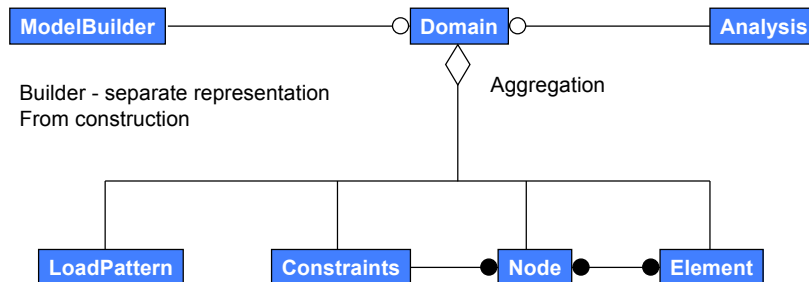 ModelBuilder
Domain
Analysis
Builder - separate representation
From construction
Aggregation
LoadPattern
Constraints
Node
Element